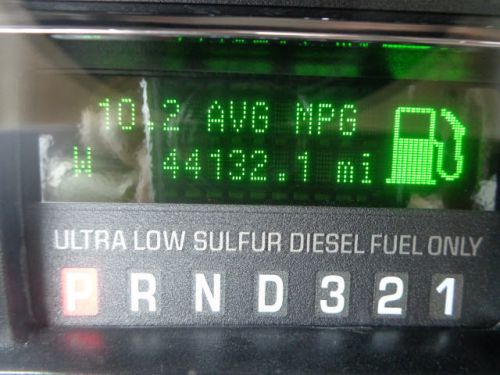 10.2 AVG MPG
W 44132.1 mi
ULTRA LOW SULFUR DIESEL FUEL ONLY
P R N D 3 2 1